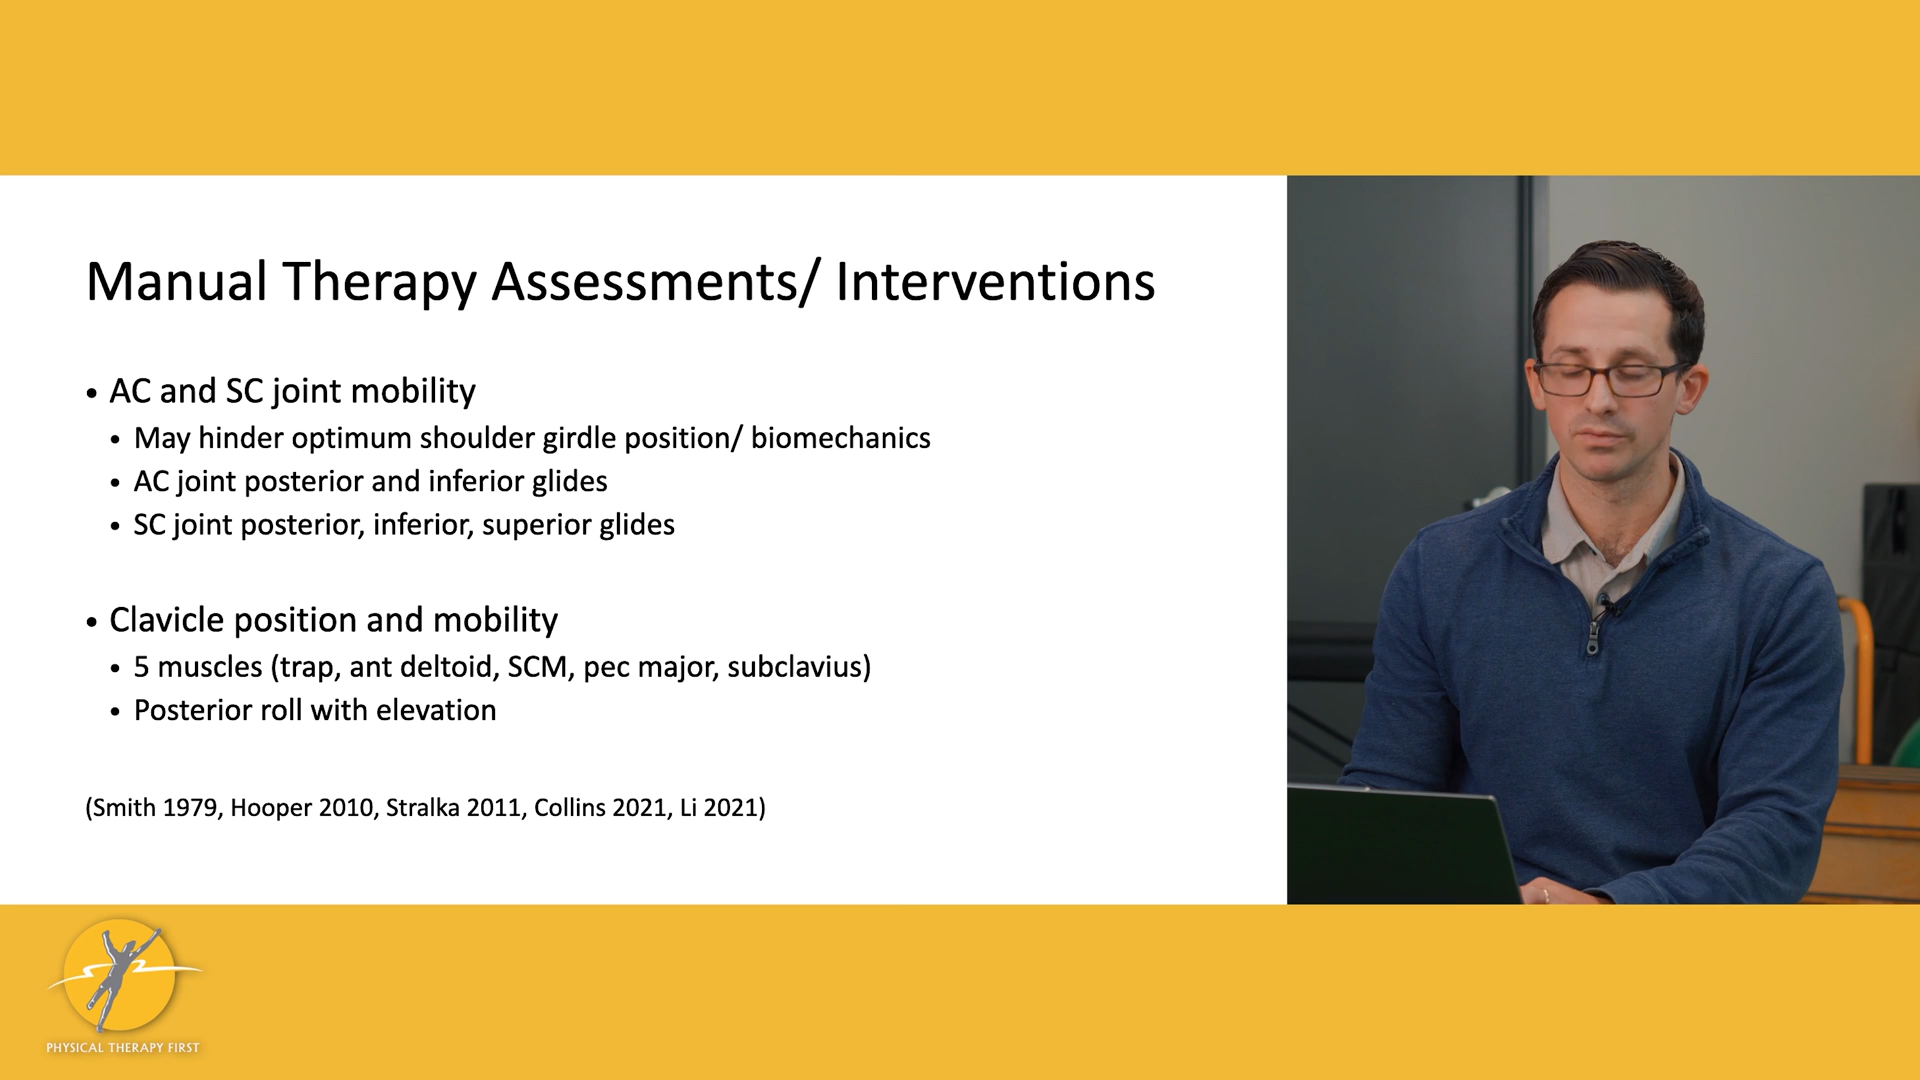 Manual Therapy Assessments/ Interventions
• AC and SC joint mobility
• May hinder optimum shoulder girdle position/ biomechanics
• AC joint posterior and inferior glides
• SC joint posterior, inferior, superior glides
• Clavicle position and mobility
• 5 muscles (trap, ant deltoid, SCM, pec major, subclavius)
• Posterior roll with elevation
(Smith 1979, Hooper 2010, Stralka 2011, Collins 2021, Li 2021)
PHYSICAL THERAPY FIRST